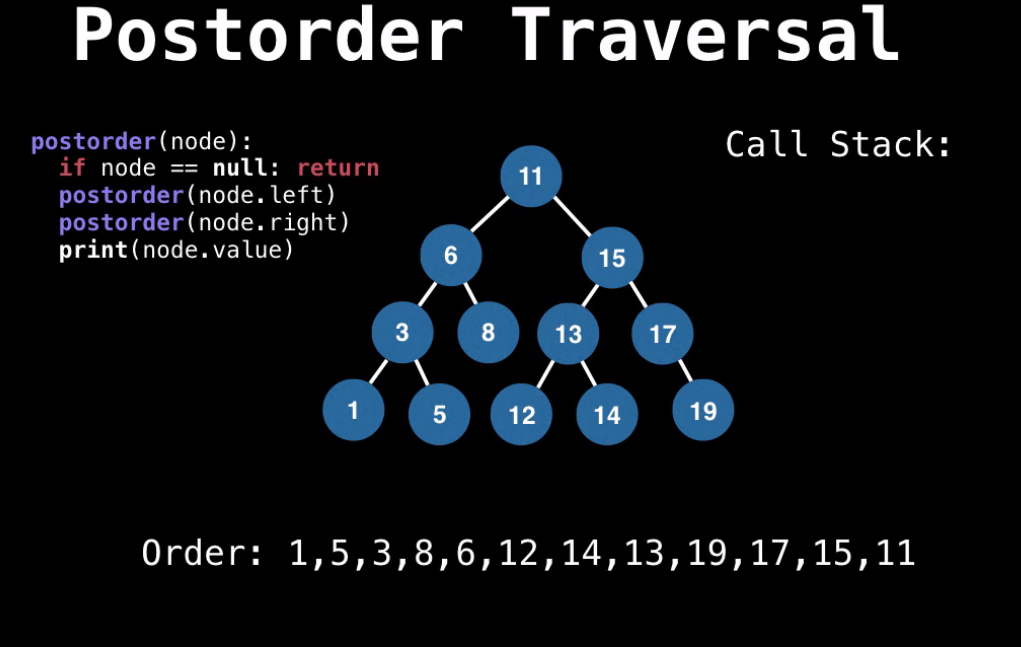 Postorder Traversal
postorder(node):
  if node == null: return
  postorder(node.left)
  postorder(node.right)
  print(node.value)
Call Stack:
11
6 15
3 8 13 17
1 5 12 14 19
Order: 1,5,3,8,6,12,14,13,19,17,15,11